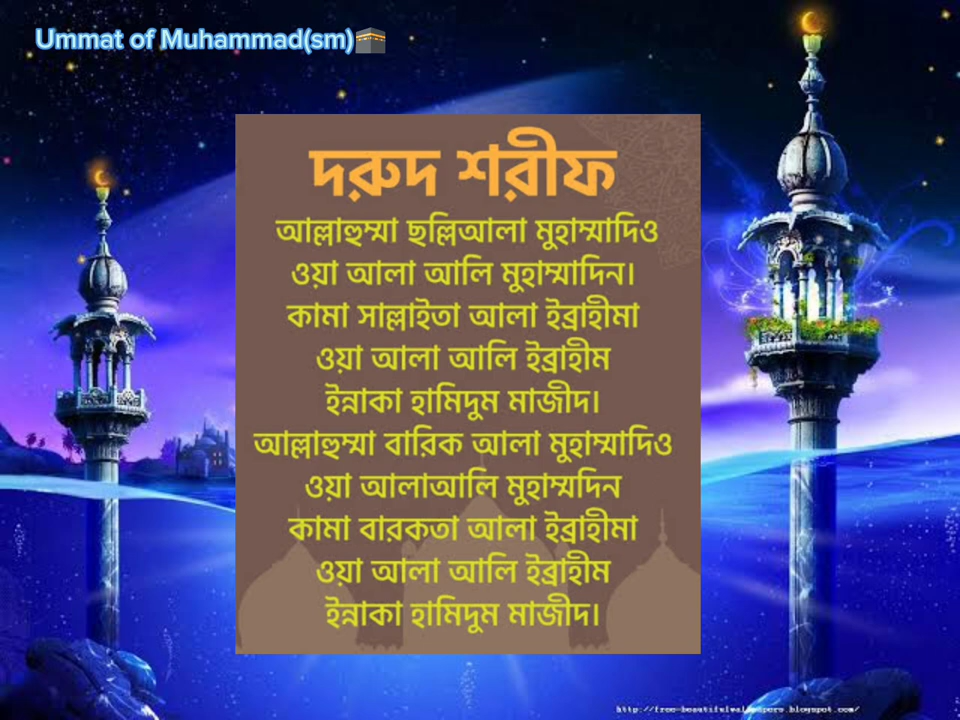 Ummat of Muhammad(sm)🕋
দরুদ শরীফ
আল্লাহুম্মা ছল্লিআলা মুহাম্মাদিও
ওয়া আলা আলি মুহাম্মাদিন।
কামা সাল্লাইতা আলা ইব্রাহীমা
ওয়া আলা আলি ইব্রাহীম
ইন্নাকা হামিদুম মাজীদ।
আল্লাহুম্মা বারিক আলা মুহাম্মাদিও
ওয়া আলাআলি মুহাম্মদিন
কামা বারকতা আলা ইব্রাহীমা
ওয়া আলা আলি ইব্রাহীম
ইন্নাকা হামিদুম মাজীদ।
http://free-beautifulwallpapers.blogspot.com/